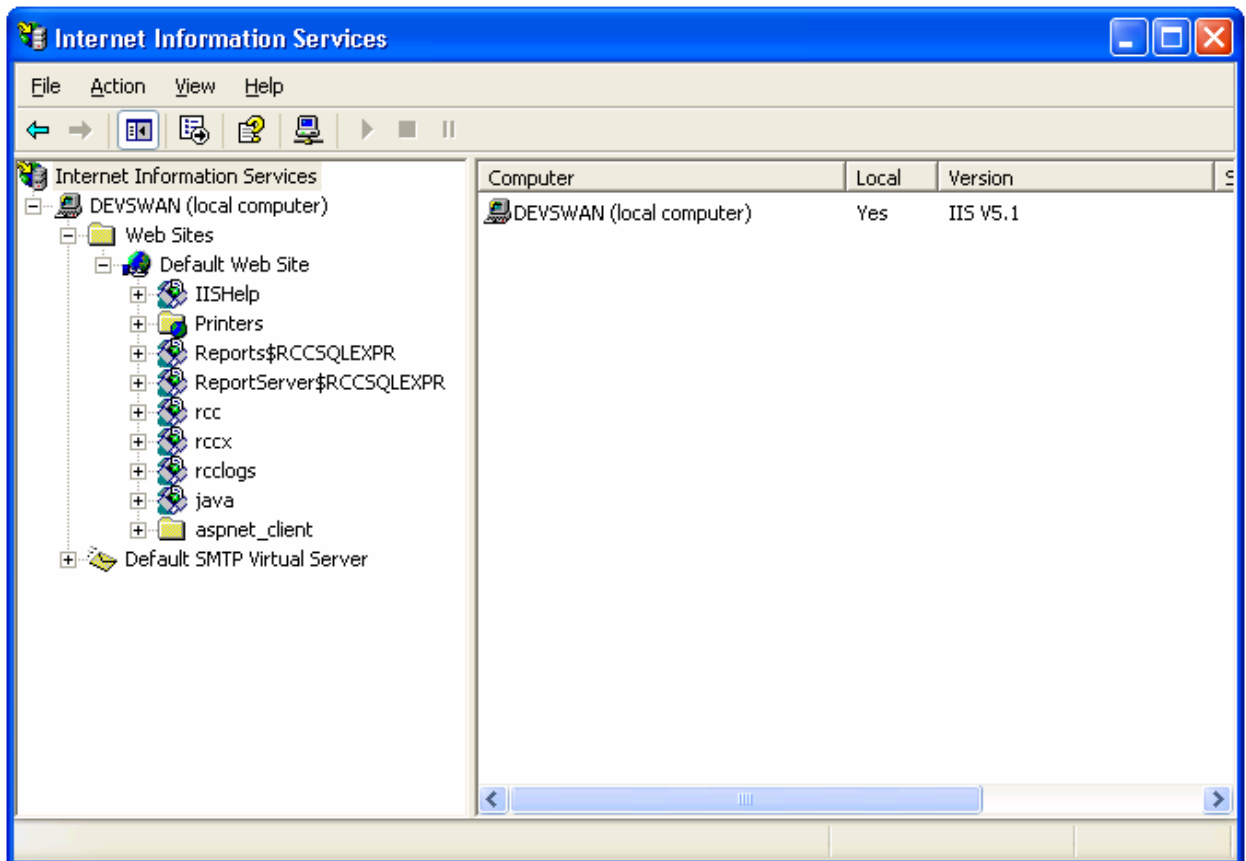 Internet Information Services
File Action View Help
Internet Information Services
DEVSWAN (local computer)
Web Sites
Default Web Site
IISHelp
Printers
Reports$RCCSQLEXPR
ReportServer$RCCSQLEXPR
rcc
rccx
rcclogs
java
aspnet_client
Default SMTP Virtual Server
Computer Local Version
DEVSWAN (local computer) Yes IIS V5.1